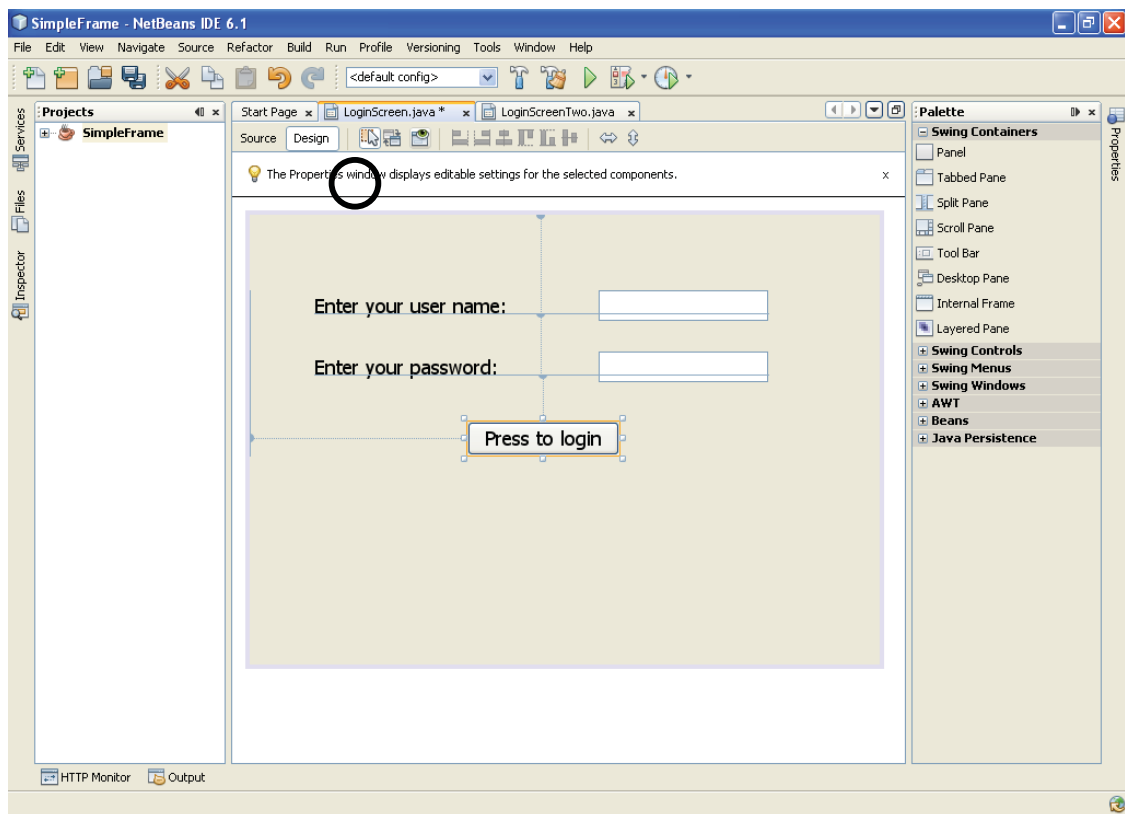 SimpleFrame - NetBeans IDE 6.1
File Edit View Navigate Source Refactor Build Run Profile Versioning Tools Window Help
<default config>
Services
Files
Inspector
Projects
SimpleFrame
Start Page x LoginScreen.java * x LoginScreenTwo.java x
Source Design
The Properties window displays editable settings for the selected components. x
Enter your user name:
Enter your password:
Press to login
Palette
Swing Containers
Panel
Tabbed Pane
Split Pane
Scroll Pane
Tool Bar
Desktop Pane
Internal Frame
Layered Pane
Swing Controls
Swing Menus
Swing Windows
AWT
Beans
Java Persistence
Properties
HTTP Monitor Output